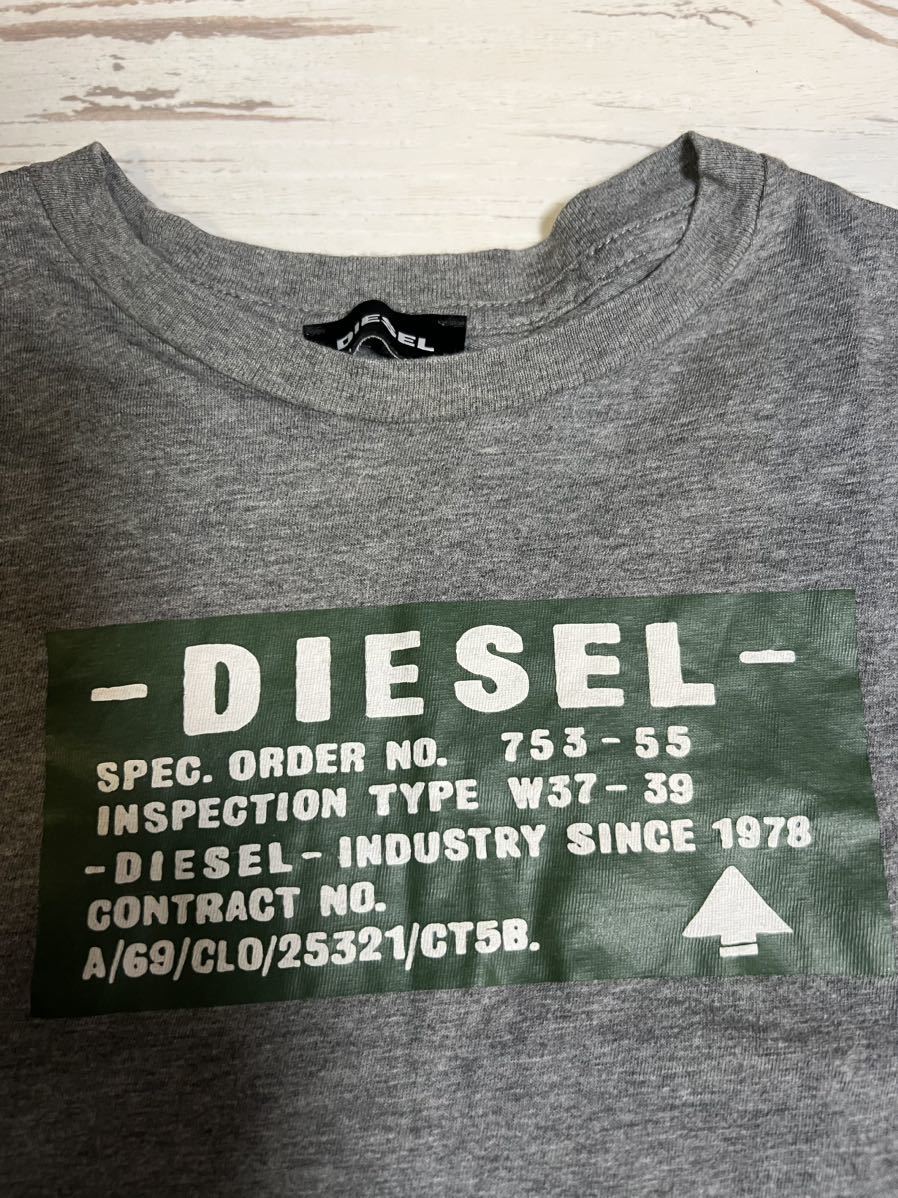 DIESEL
-DIESEL-
SPEC. ORDER NO. 753-55
INSPECTION TYPE W37-39
-DIESEL- INDUSTRY SINCE 1978
CONTRACT NO.
A/69/CLO/25321/CT5B.